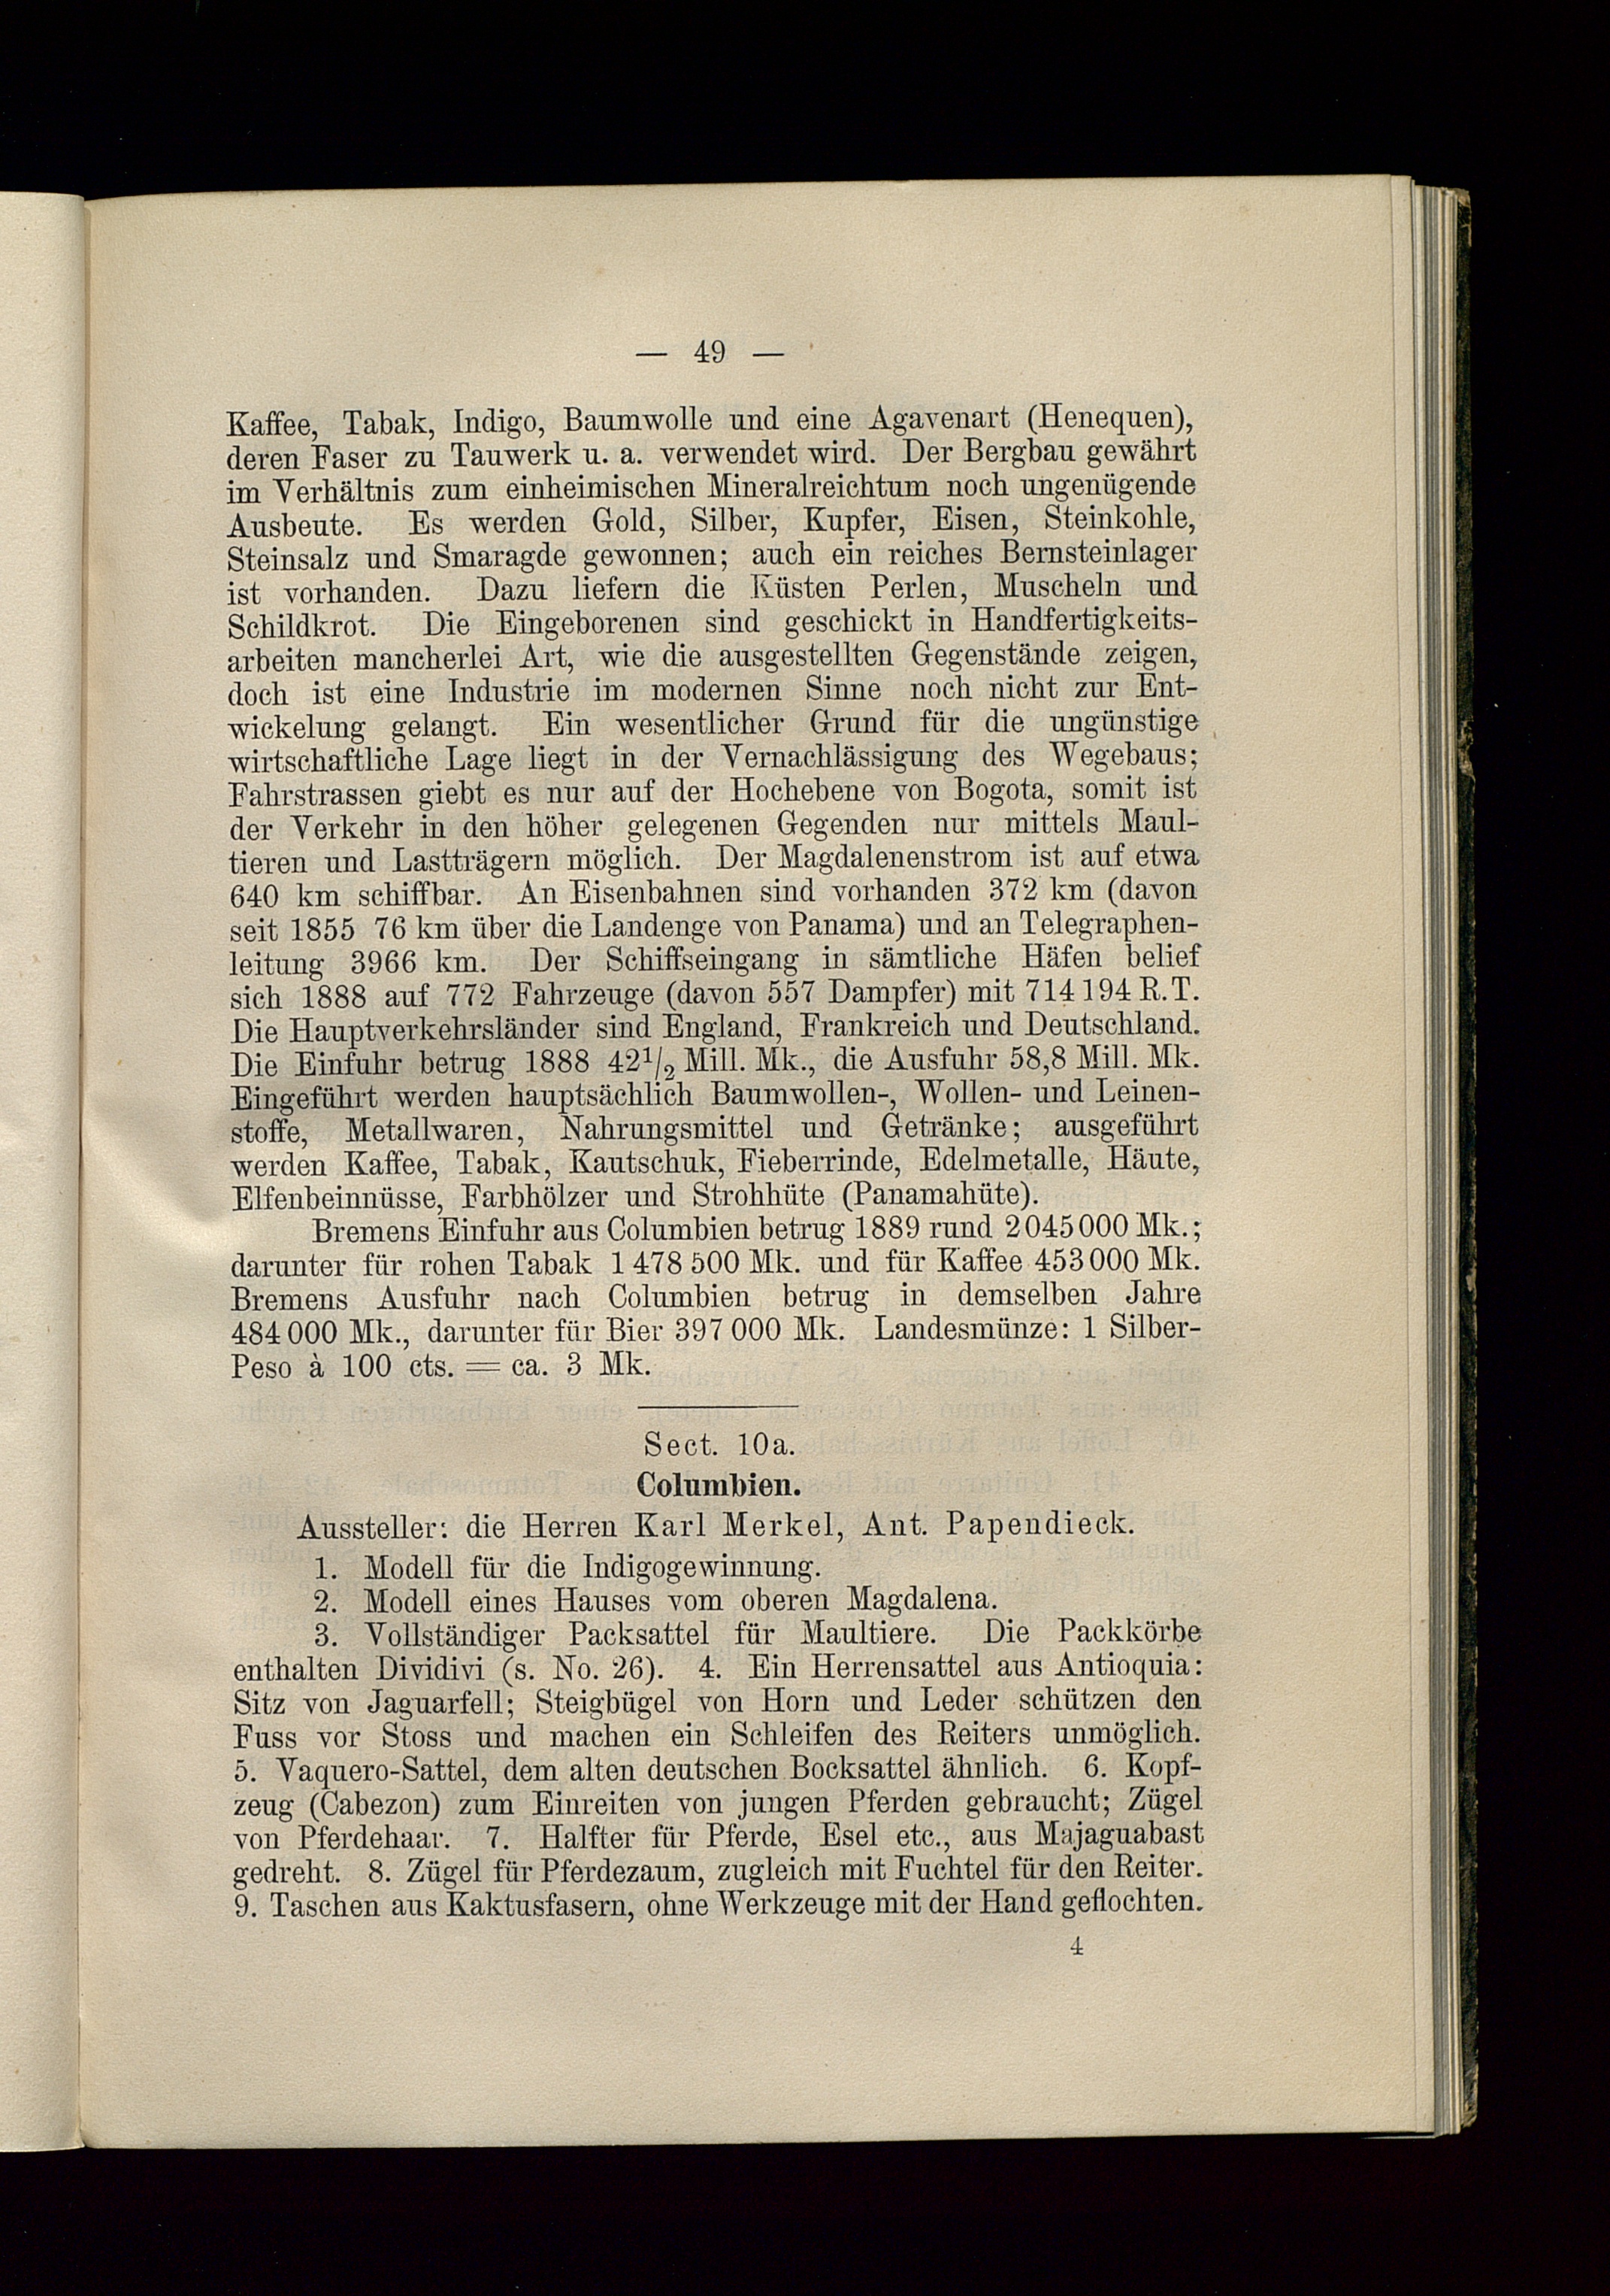 — 49 —
Kaffee, Tabak, Indigo, Baumwolle und eine Agavenart (Henequen),
deren Faser zu Tauwerk u. a. verwendet wird. Der Bergbau gewährt
im Verhältnis zum einheimischen Mineralreichtum noch ungenügende
Ausbeute. Es werden Gold, Silber, Kupfer, Eisen, Steinkohle,
Steinsalz und Smaragde gewonnen; auch ein reiches Bernsteinlager
ist vorhanden. Dazu liefern die Küsten Perlen, Muscheln und
Schildkrot. Die Eingeborenen sind geschickt in Handfertigkeits-
arbeiten mancherlei Art, wie die ausgestellten Gegenstände zeigen,
doch ist eine Industrie im modernen Sinne noch nicht zur Ent-
wickelung gelangt. Ein wesentlicher Grund für die ungünstige
wirtschaftliche Lage liegt in der Vernachlässigung des Wegebaus;
Fahrstrassen giebt es nur auf der Hochebene von Bogota, somit ist
der Verkehr in den höher gelegenen Gegenden nur mittels Maul-
tieren und Lastträgern möglich. Der Magdalenenstrom ist auf etwa
640 km schiffbar. An Eisenbahnen sind vorhanden 372 km (davon
seit 1855 76 km über die Landenge von Panama) und an Telegraphen-
leitung 3966 km. Der Schiffseingang in sämtliche Häfen belief
sich 1888 auf 772 Fahrzeuge (davon 557 Dampfer) mit 714 194 R. T.
Die Hauptverkehrsländer sind England, Frankreich und Deutschland.
Die Einfuhr betrug 1888 42¹/₂ Mill. Mk., die Ausfuhr 58,8 Mill. Mk.
Eingeführt werden hauptsächlich Baumwollen-, Wollen- und Leinen-
stoffe, Metallwaren, Nahrungsmittel und Getränke; ausgeführt
werden Kaffee, Tabak, Kautschuk, Fieberrinde, Edelmetalle, Häute,
Elfenbeinnüsse, Farbhölzer und Strohhüte (Panamahüte).
Bremens Einfuhr aus Columbien betrug 1889 rund 2 045 000 Mk.;
darunter für rohen Tabak 1 478 500 Mk. und für Kaffee 453 000 Mk.
Bremens Ausfuhr nach Columbien betrug in demselben Jahre
484 000 Mk., darunter für Bier 397 000 Mk. Landesmünze: 1 Silber-
Peso à 100 cts. = ca. 3 Mk.
Sect. 10a.
Columbien.
Aussteller: die Herren Karl Merkel, Ant. Papendieck.
1. Modell für die Indigogewinnung.
2. Modell eines Hauses vom oberen Magdalena.
3. Vollständiger Packsattel für Maultiere. Die Packkörbe
enthalten Dividivi (s. No. 26). 4. Ein Herrensattel aus Antioquia:
Sitz von Jaguarfell; Steigbügel von Horn und Leder schützen den
Fuss vor Stoss und machen ein Schleifen des Reiters unmöglich.
5. Vaquero-Sattel, dem alten deutschen Bocksattel ähnlich. 6. Kopf-
zeug (Cabezon) zum Einreiten von jungen Pferden gebraucht; Zügel
von Pferdehaar. 7. Halfter für Pferde, Esel etc., aus Majaguabast
gedreht. 8. Zügel für Pferdezaum, zugleich mit Fuchtel für den Reiter.
9. Taschen aus Kaktusfasern, ohne Werkzeuge mit der Hand geflochten.
4